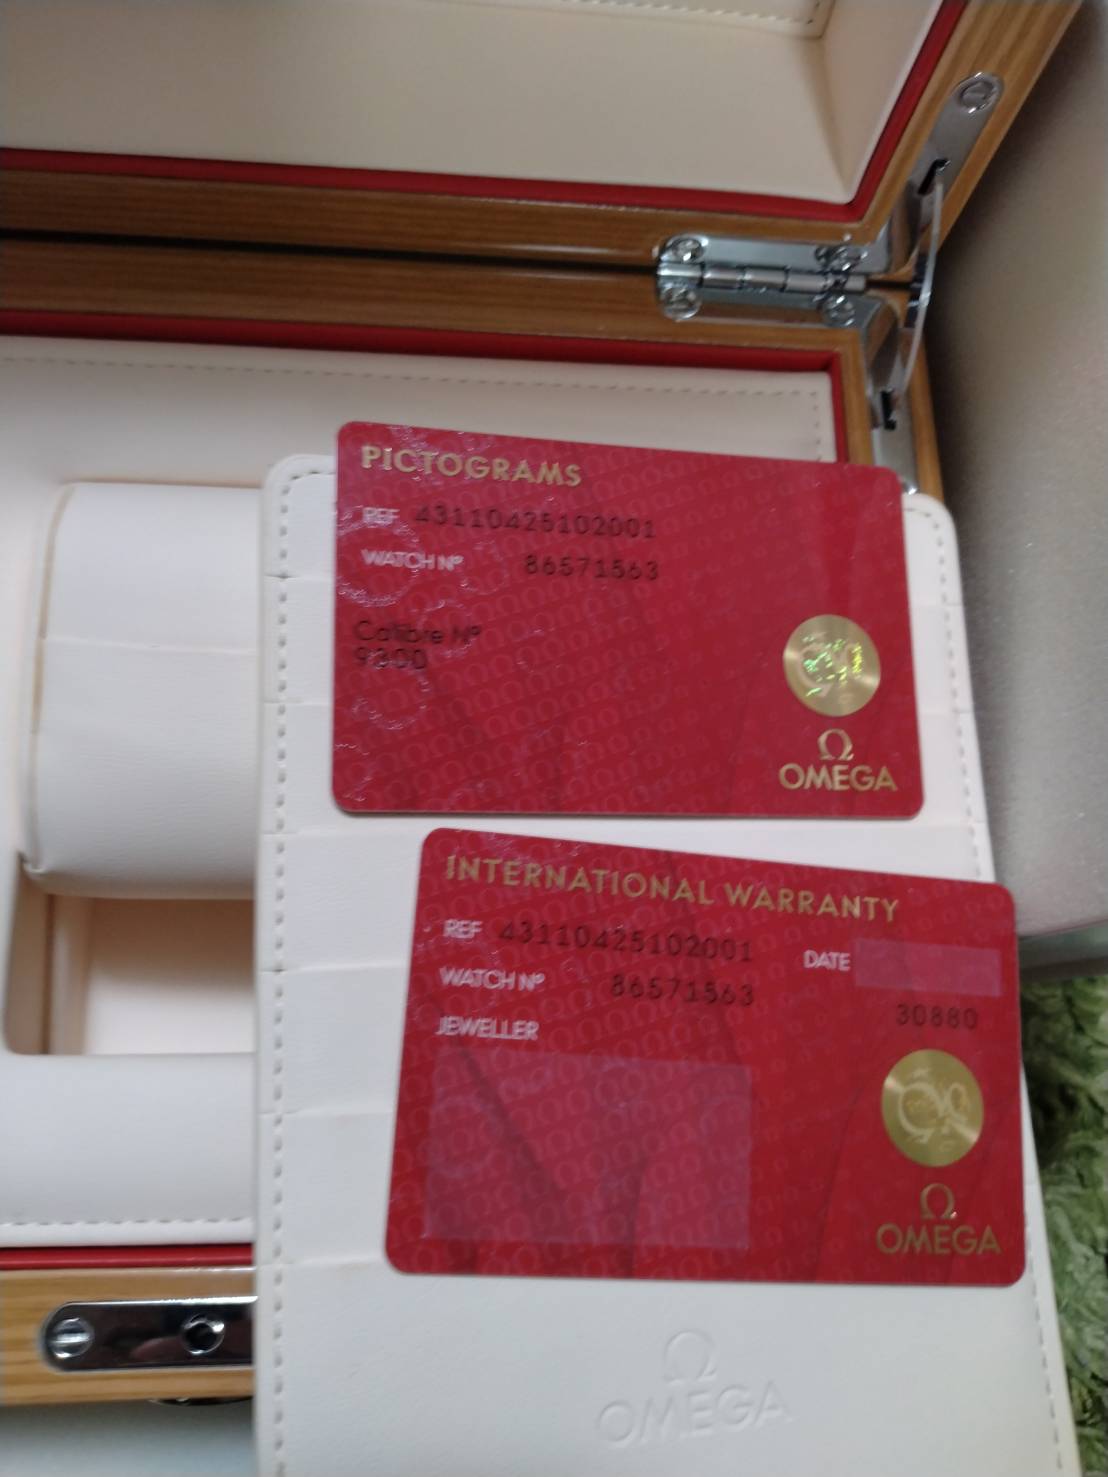 PICTOGRAMS
REF 43110425102001
WATCH Nº 86571563
Calibre Nº
9300
Ω
OMEGA
INTERNATIONAL WARRANTY
REF 43110425102001
DATE
WATCH Nº 86571563
30880
JEWELLER
Ω
OMEGA
Ω
OMEGA